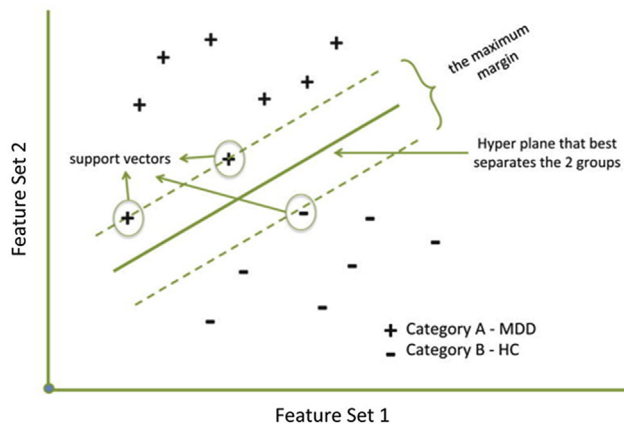 the maximum
margin
support vectors
Hyper plane that best
separates the 2 groups
Feature Set 2
+ Category A - MDD
- Category B - HC
Feature Set 1